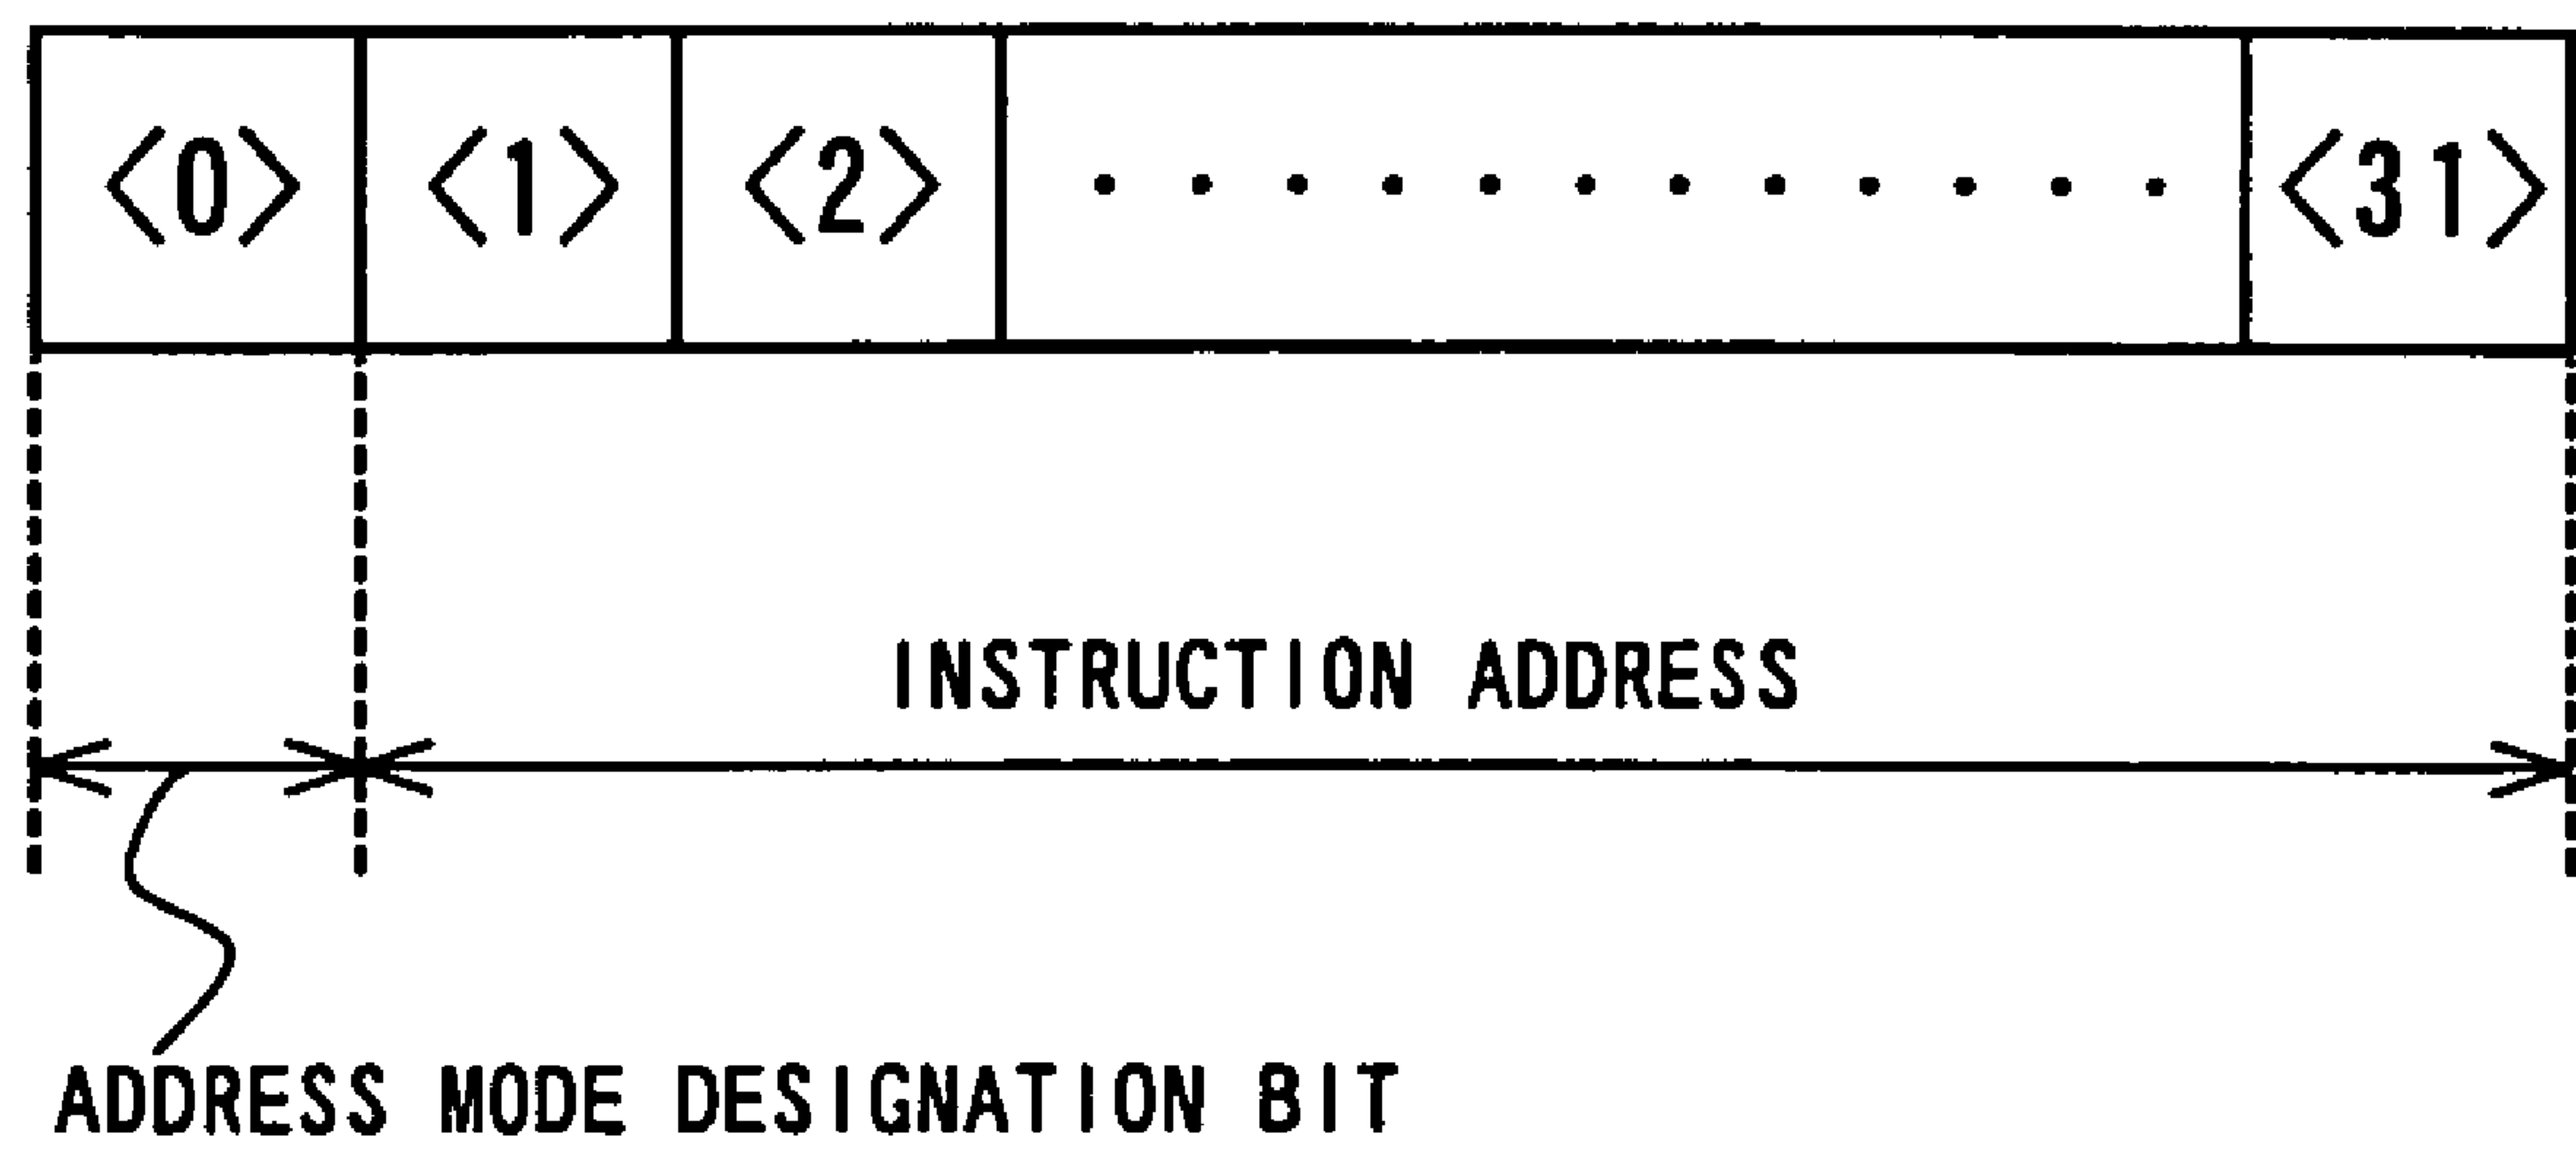 <0> <1> <2> ............ <31>
INSTRUCTION ADDRESS
ADDRESS MODE DESIGNATION BIT